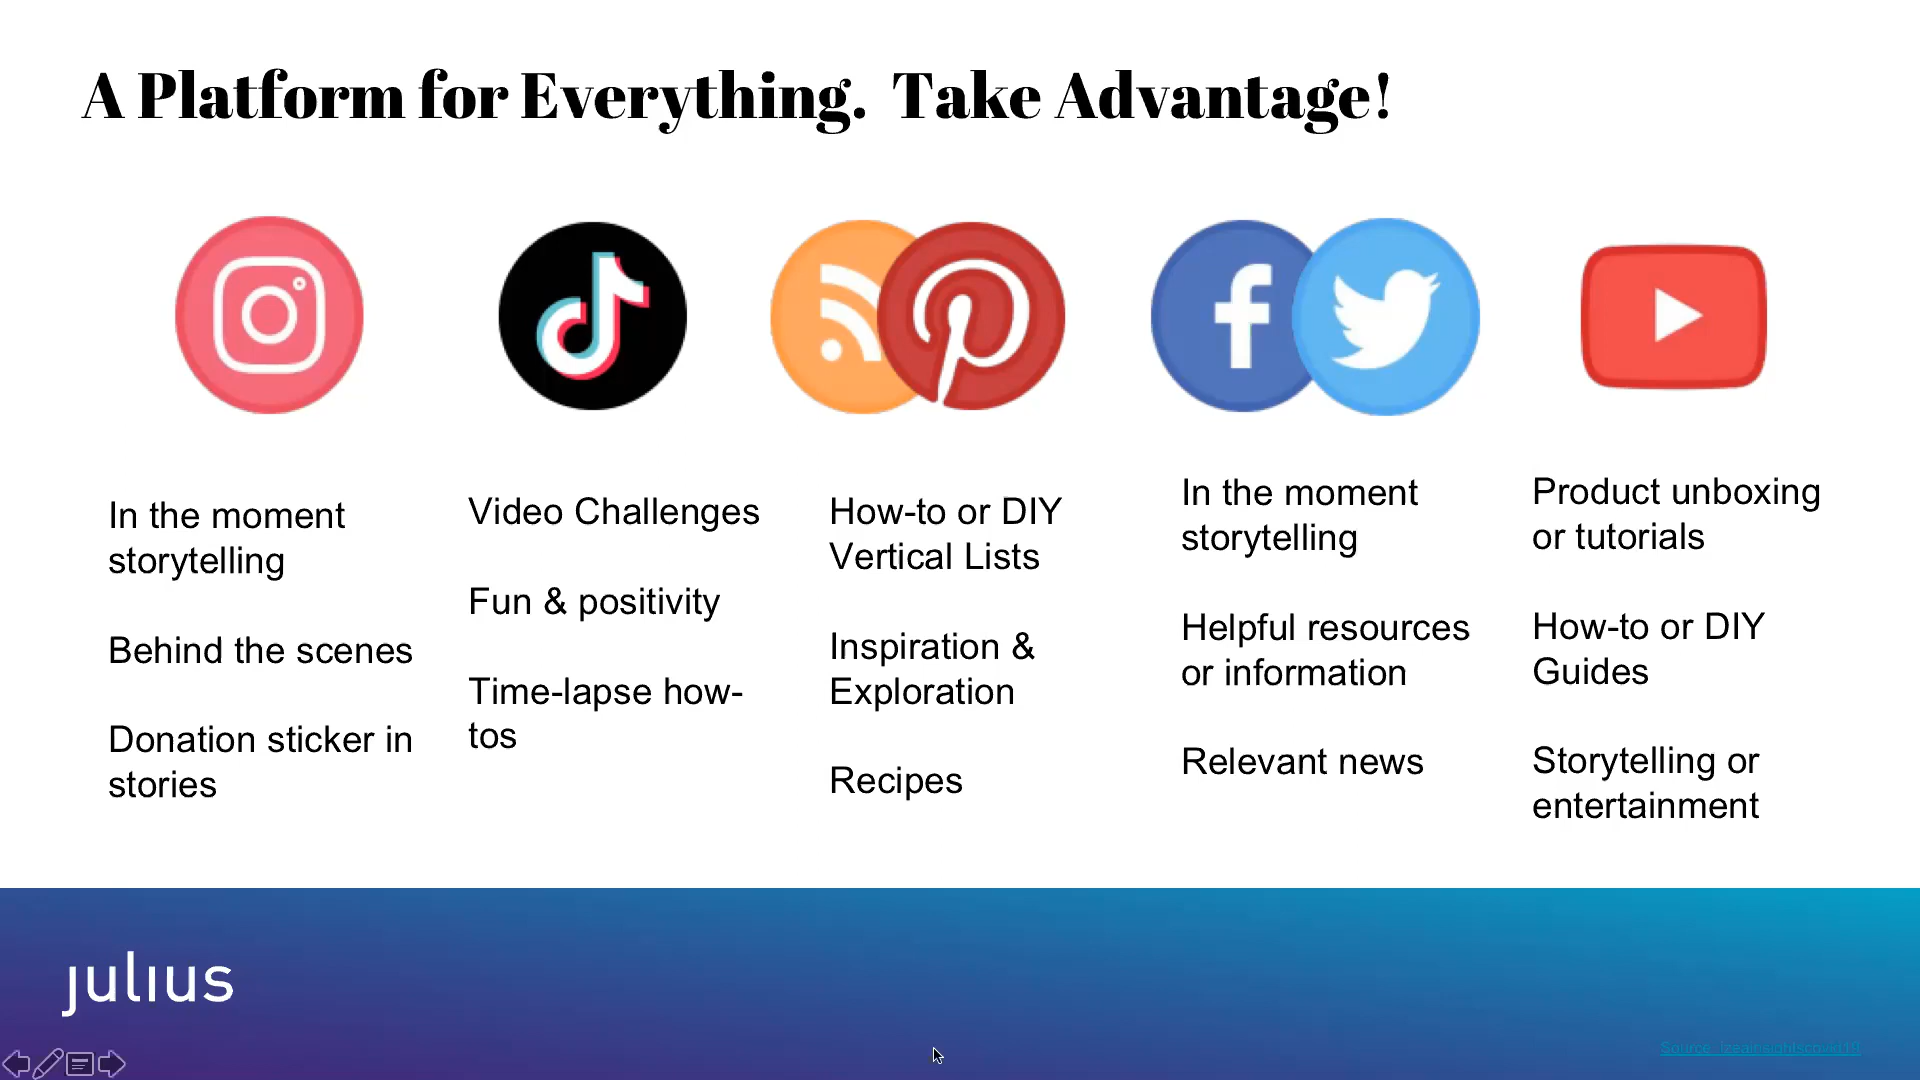 A Platform for Everything. Take Advantage!
In the moment
storytelling
Behind the scenes
Donation sticker in
stories
Video Challenges
Fun & positivity
Time-lapse how-
tos
How-to or DIY
Vertical Lists
Inspiration &
Exploration
Recipes
In the moment
storytelling
Helpful resources
or information
Relevant news
Product unboxing
or tutorials
How-to or DIY
Guides
Storytelling or
entertainment
julius
Source: